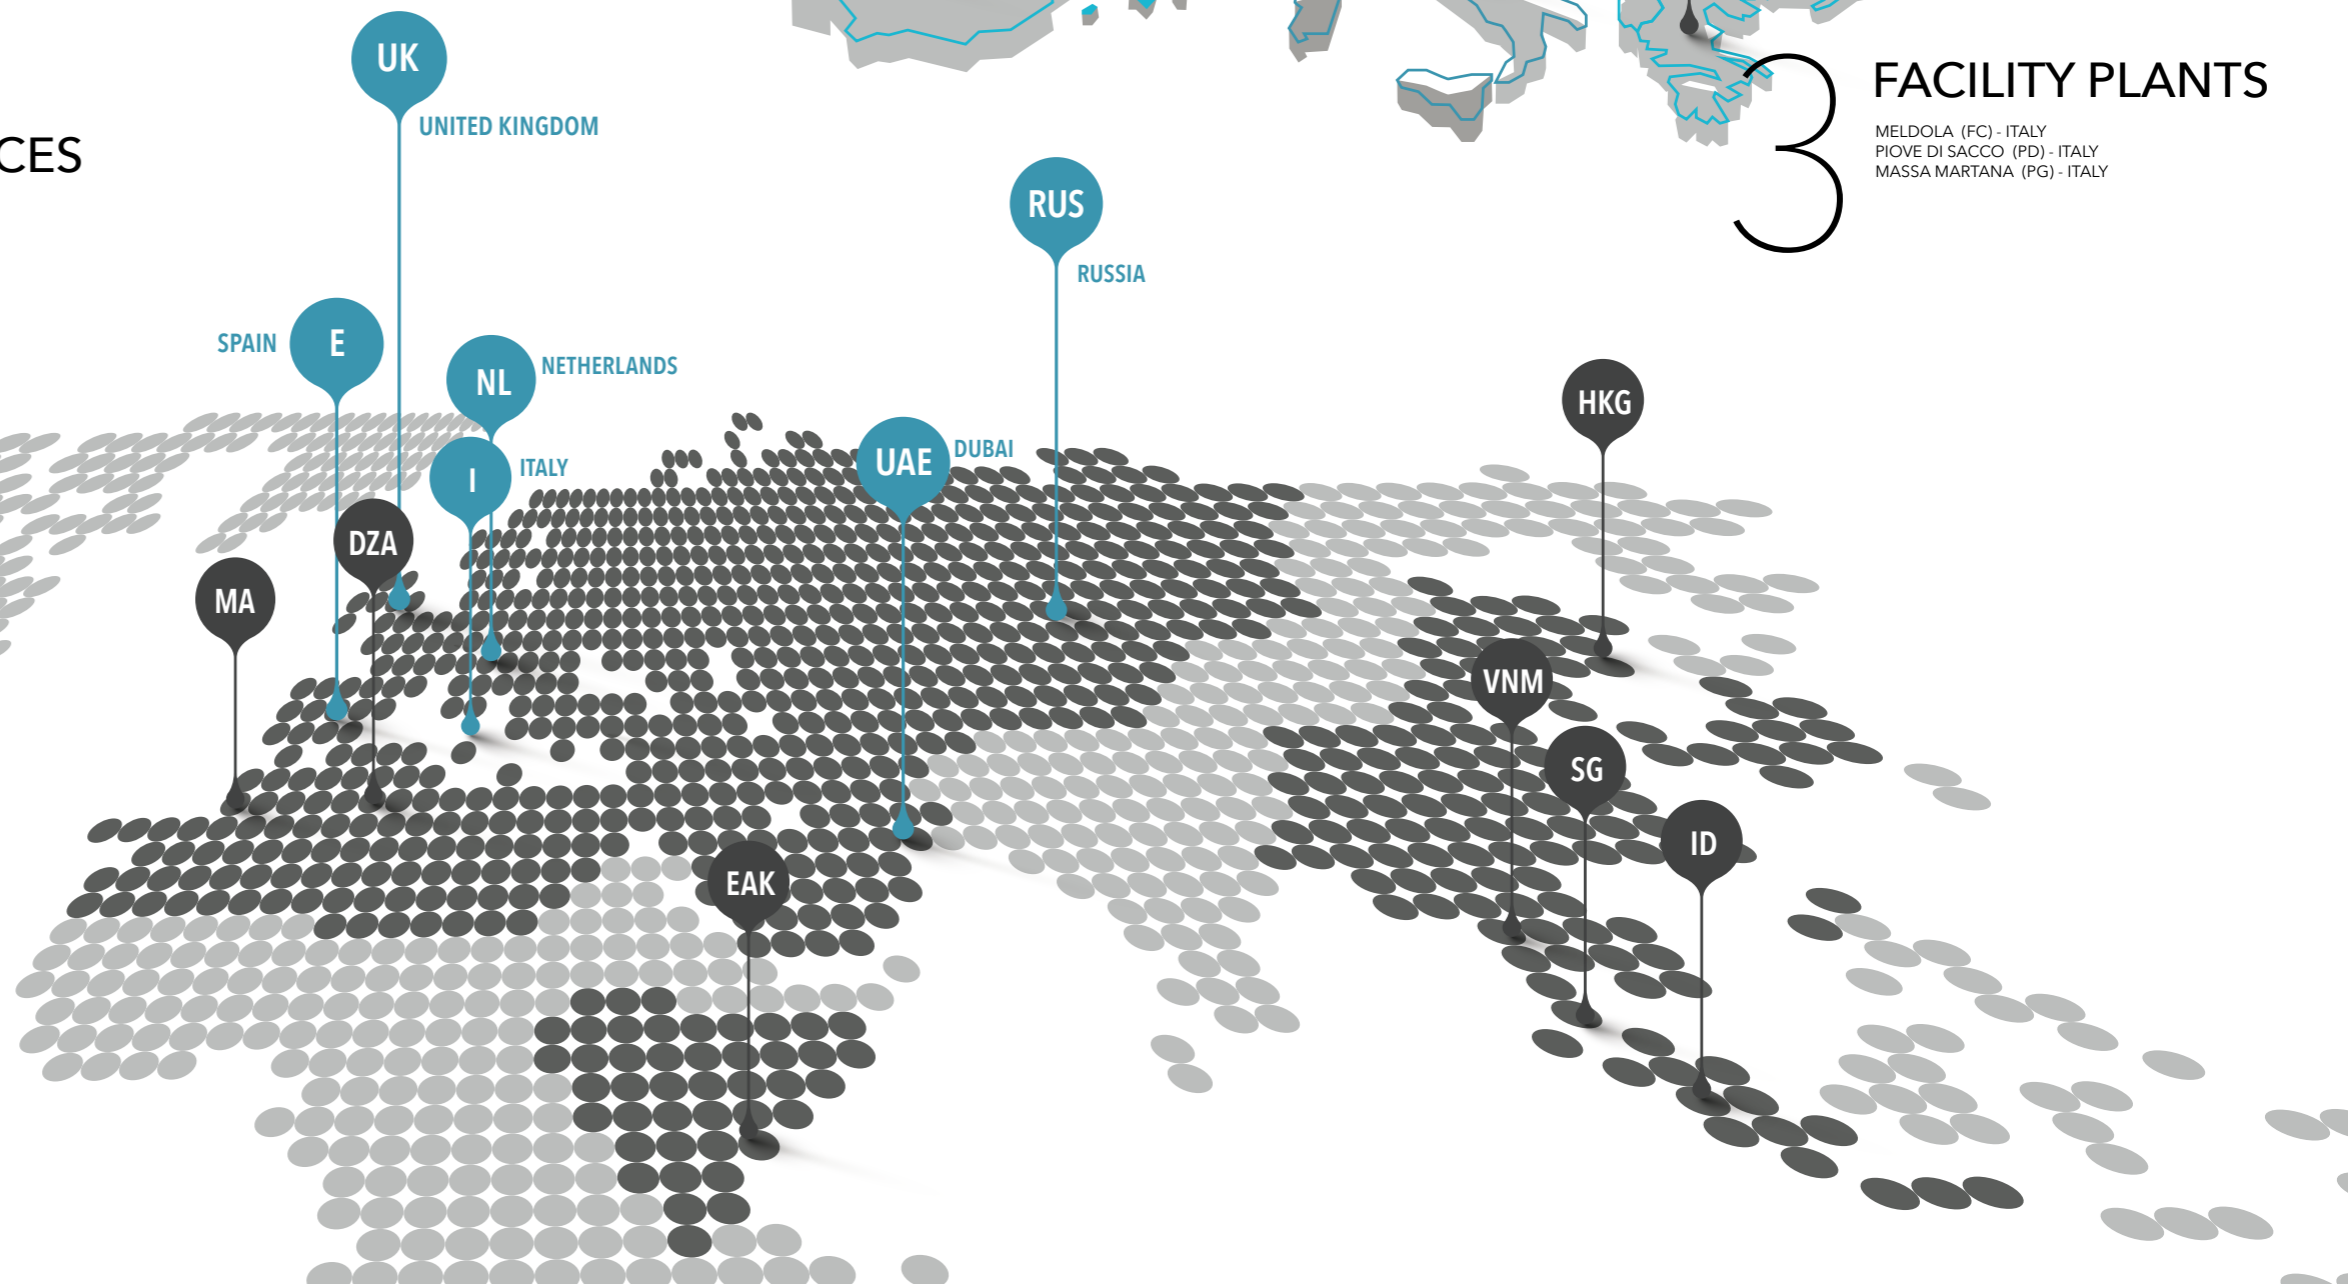 UK
UNITED KINGDOM
CES
3
FACILITY PLANTS
MELDOLA (FC) - ITALY
PIOVE DI SACCO (PD) - ITALY
MASSA MARTANA (PG) - ITALY
RUS
RUSSIA
SPAIN
E
NL
NETHERLANDS
HKG
UAE
DUBAI
I
ITALY
DZA
MA
VNM
SG
ID
EAK